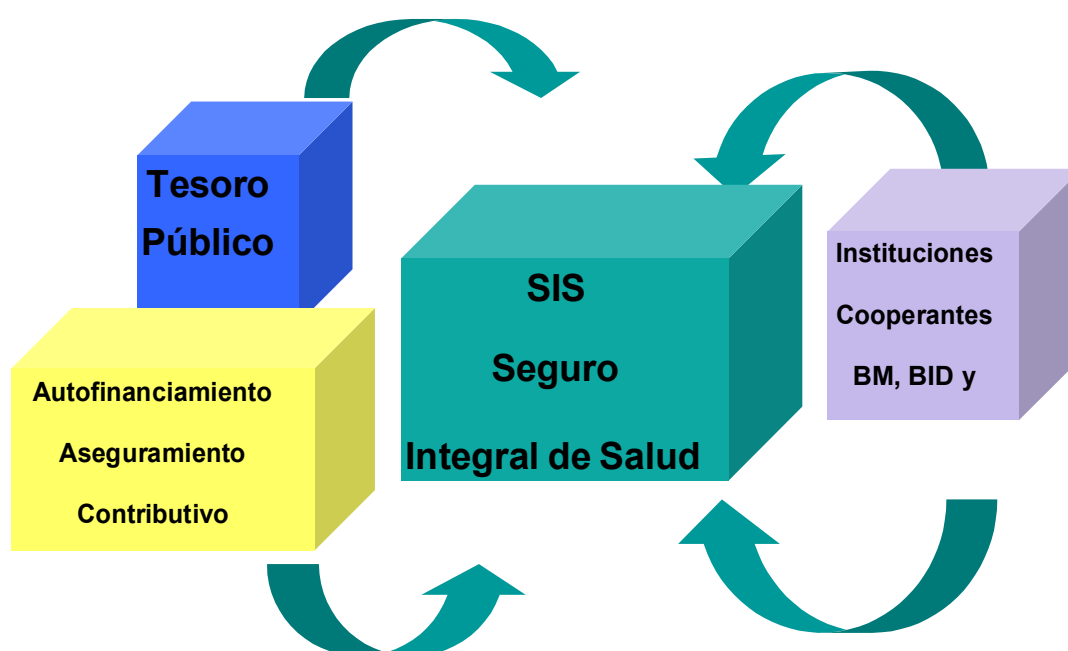 Tesoro
Público
Autofinanciamiento
Aseguramiento
Contributivo
SIS
Seguro
Integral de Salud
Instituciones
Cooperantes
BM, BID y